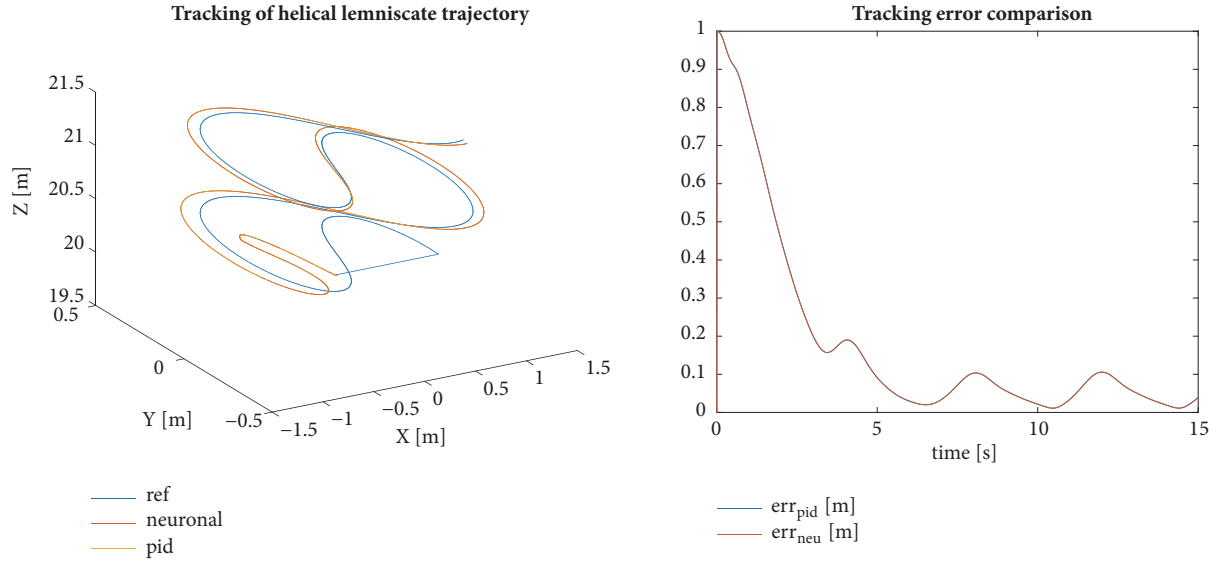 Tracking of helical lemniscate trajectory
21.5
21
20.5
20
19.5
Z [m]
0.5
0
−0.5
Y [m]
−1.5
−1
−0.5
0
0.5
1
1.5
X [m]
ref
neuronal
pid
Tracking error comparison
1
0.9
0.8
0.7
0.6
0.5
0.4
0.3
0.2
0.1
0
0
5
10
15
time [s]
err_pid [m]
err_neu [m]